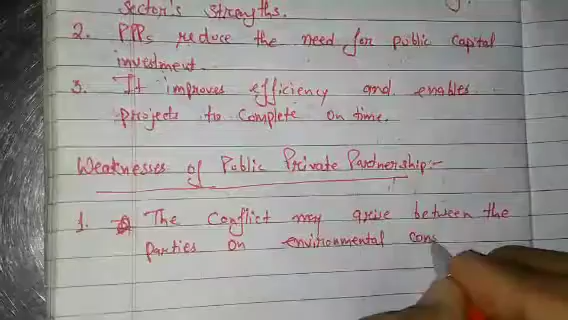 sector's strengths.
2. PPPs reduce the need for public capital
investment.
3. It improves efficiency and enables
projects to complete on time.
Weaknesses of Public Private Partnership:-
1. The Conflict may arise between the
parties on environmental cons